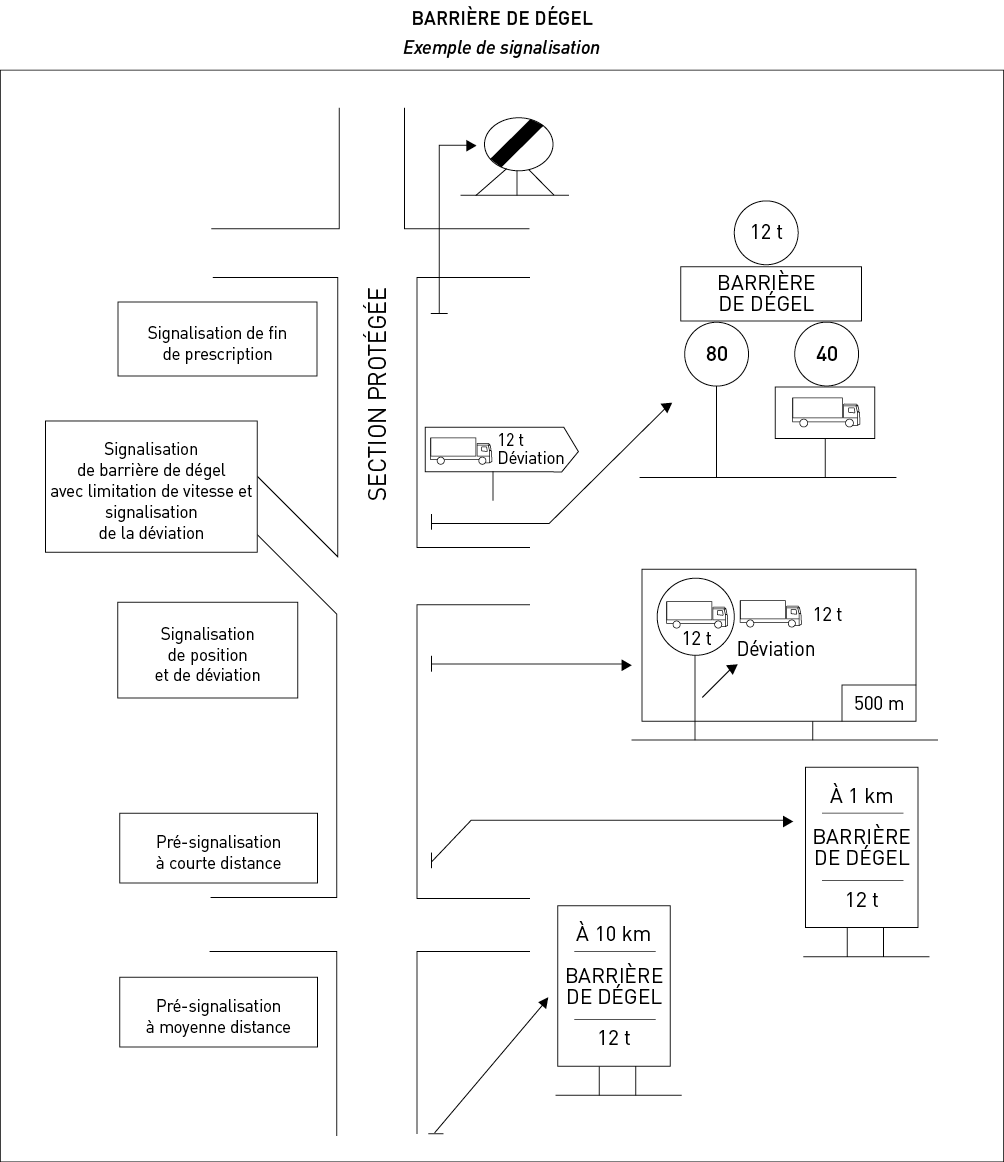 BARRIÈRE DE DÉGEL
Exemple de signalisation
12 t
BARRIÈRE
DE DÉGEL
80
40
Signalisation de fin
de prescription
SECTION PROTÉGÉE
Signalisation
de barrière de dégel
avec limitation de vitesse et
signalisation
de la déviation
12 t
Déviation
Signalisation
de position
et de déviation
12 t
12 t
Déviation
500 m
Pré-signalisation
à courte distance
À 1 km
BARRIÈRE
DE DÉGEL
12 t
Pré-signalisation
à moyenne distance
À 10 km
BARRIÈRE
DE DÉGEL
12 t